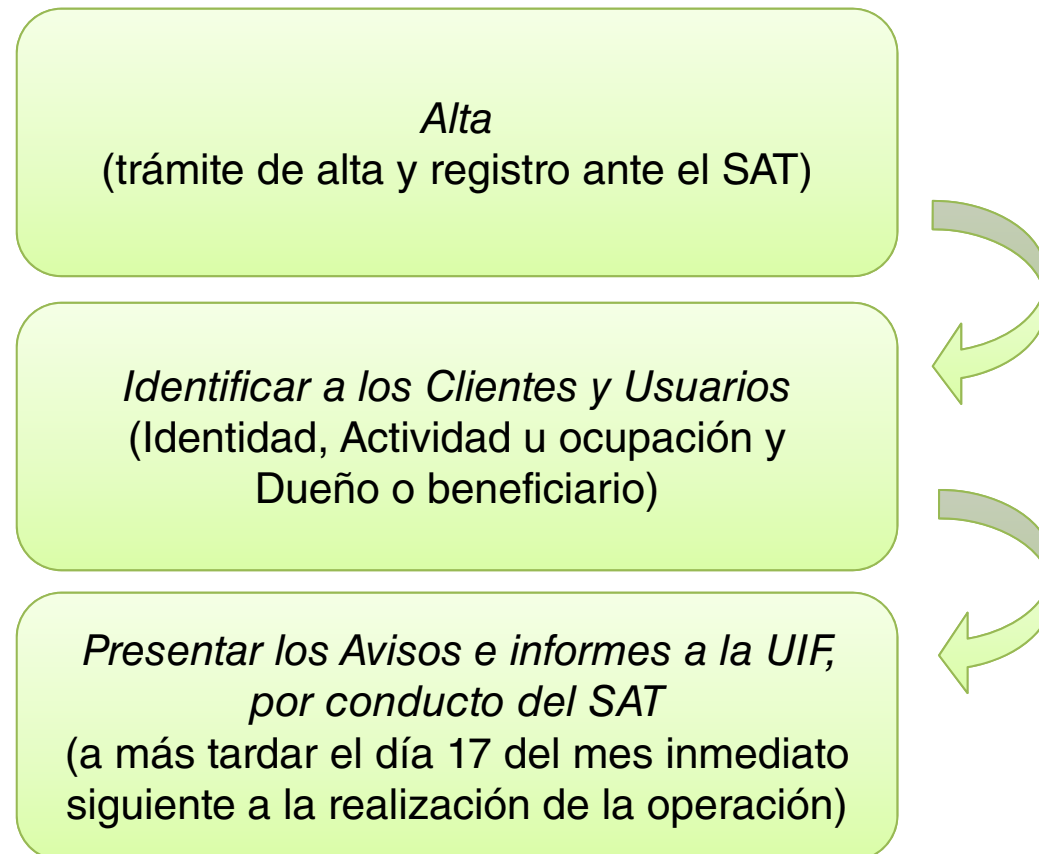 Alta
(trámite de alta y registro ante el SAT)
Identificar a los Clientes y Usuarios
(Identidad, Actividad u ocupación y
Dueño o beneficiario)
Presentar los Avisos e informes a la UIF,
por conducto del SAT
(a más tardar el día 17 del mes inmediato
siguiente a la realización de la operación)